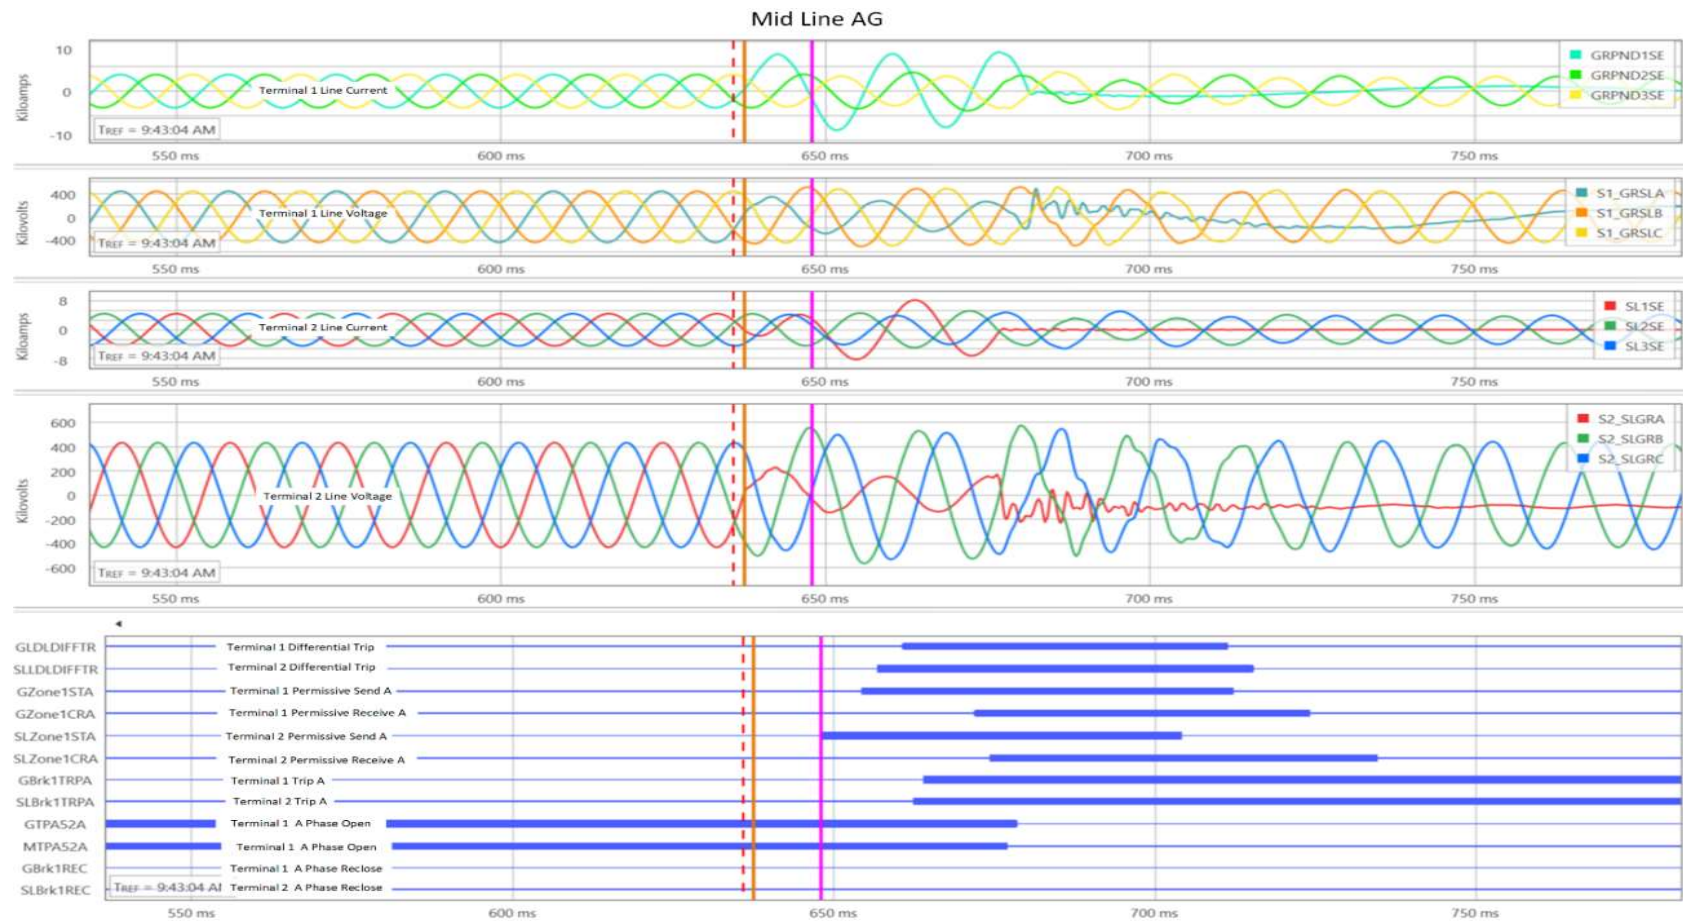 Mid Line AG
10
0
-10
Kiloamps
Terminal 1 Line Current
TREF = 9:43:04 AM
GRPND1SE
GRPND2SE
GRPND3SE
550 ms
600 ms
650 ms
700 ms
750 ms
400
0
-400
Kilovolts
Terminal 1 Line Voltage
TREF = 9:43:04 AM
S1_GRSLA
S1_GRSLB
S1_GRSLC
550 ms
600 ms
650 ms
700 ms
750 ms
8
0
-8
Kiloamps
Terminal 2 Line Current
TREF = 9:43:04 AM
SL1SE
SL2SE
SL3SE
550 ms
600 ms
650 ms
700 ms
750 ms
600
400
200
0
-200
-400
-600
Kilovolts
Terminal 2 Line Voltage
TREF = 9:43:04 AM
S2_SLGRA
S2_SLGRB
S2_SLGRC
550 ms
600 ms
650 ms
700 ms
750 ms
GLDLDIFFTR Terminal 1 Differential Trip
SLLDLDIFFTR Terminal 2 Differential Trip
GZone1STA Terminal 1 Permissive Send A
GZone1CRA Terminal 1 Permissive Receive A
SLZone1STA Terminal 2 Permissive Send A
SLZone1CRA Terminal 2 Permissive Receive A
GBrk1TRPA Terminal 1 Trip A
SLBrk1TRPA Terminal 2 Trip A
GTPA52A Terminal 1 A Phase Open
MTPA52A Terminal 1 A Phase Open
GBrk1REC Terminal 1 A Phase Reclose
SLBrk1REC TREF = 9:43:04 AM Terminal 2 A Phase Reclose
550 ms
600 ms
650 ms
700 ms
750 ms